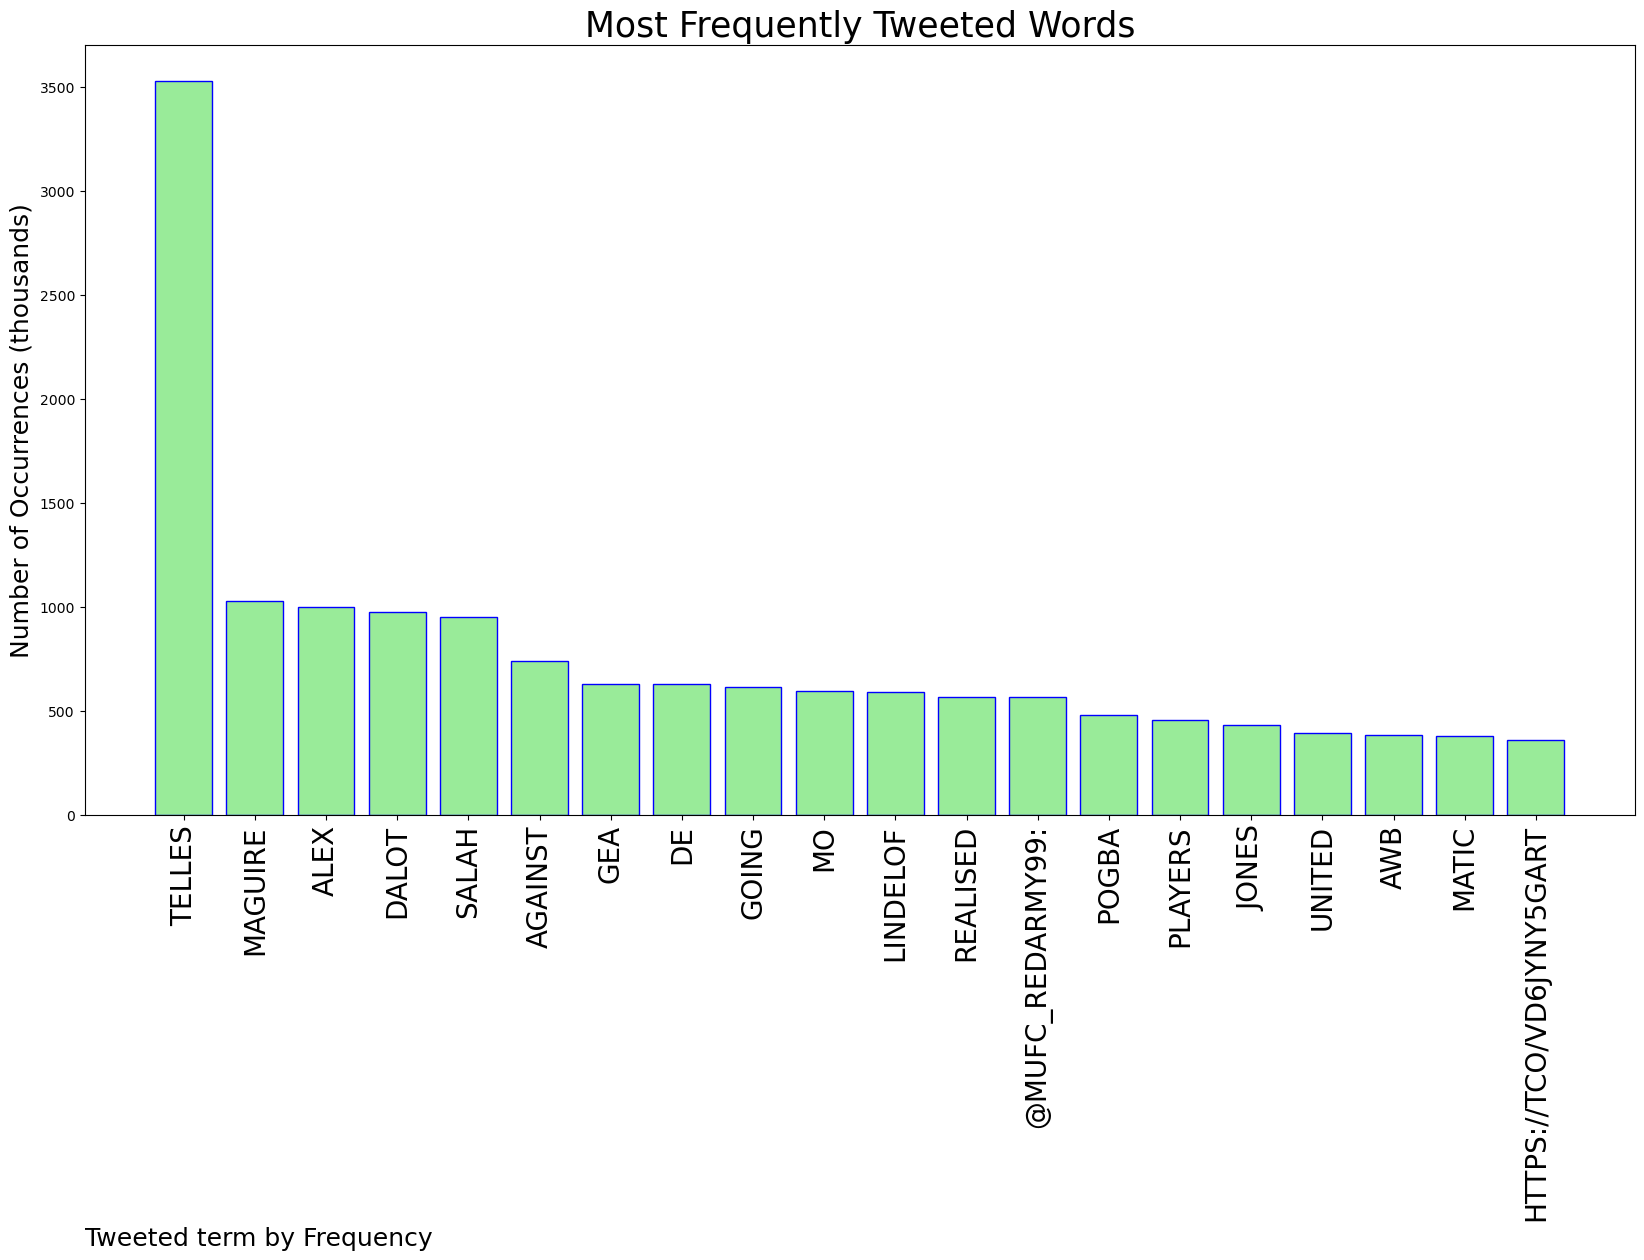 Most Frequently Tweeted Words
Number of Occurrences (thousands)
3500
3000
2500
2000
1500
1000
500
0
TELLES
MAGUIRE
ALEX
DALOT
SALAH
AGAINST
GEA
DE
GOING
MO
LINDELOF
REALISED
@MUFC_REDARMY99:
POGBA
PLAYERS
JONES
UNITED
AWB
MATIC
HTTPS://TCO/VD6JYNY5GART
Tweeted term by Frequency